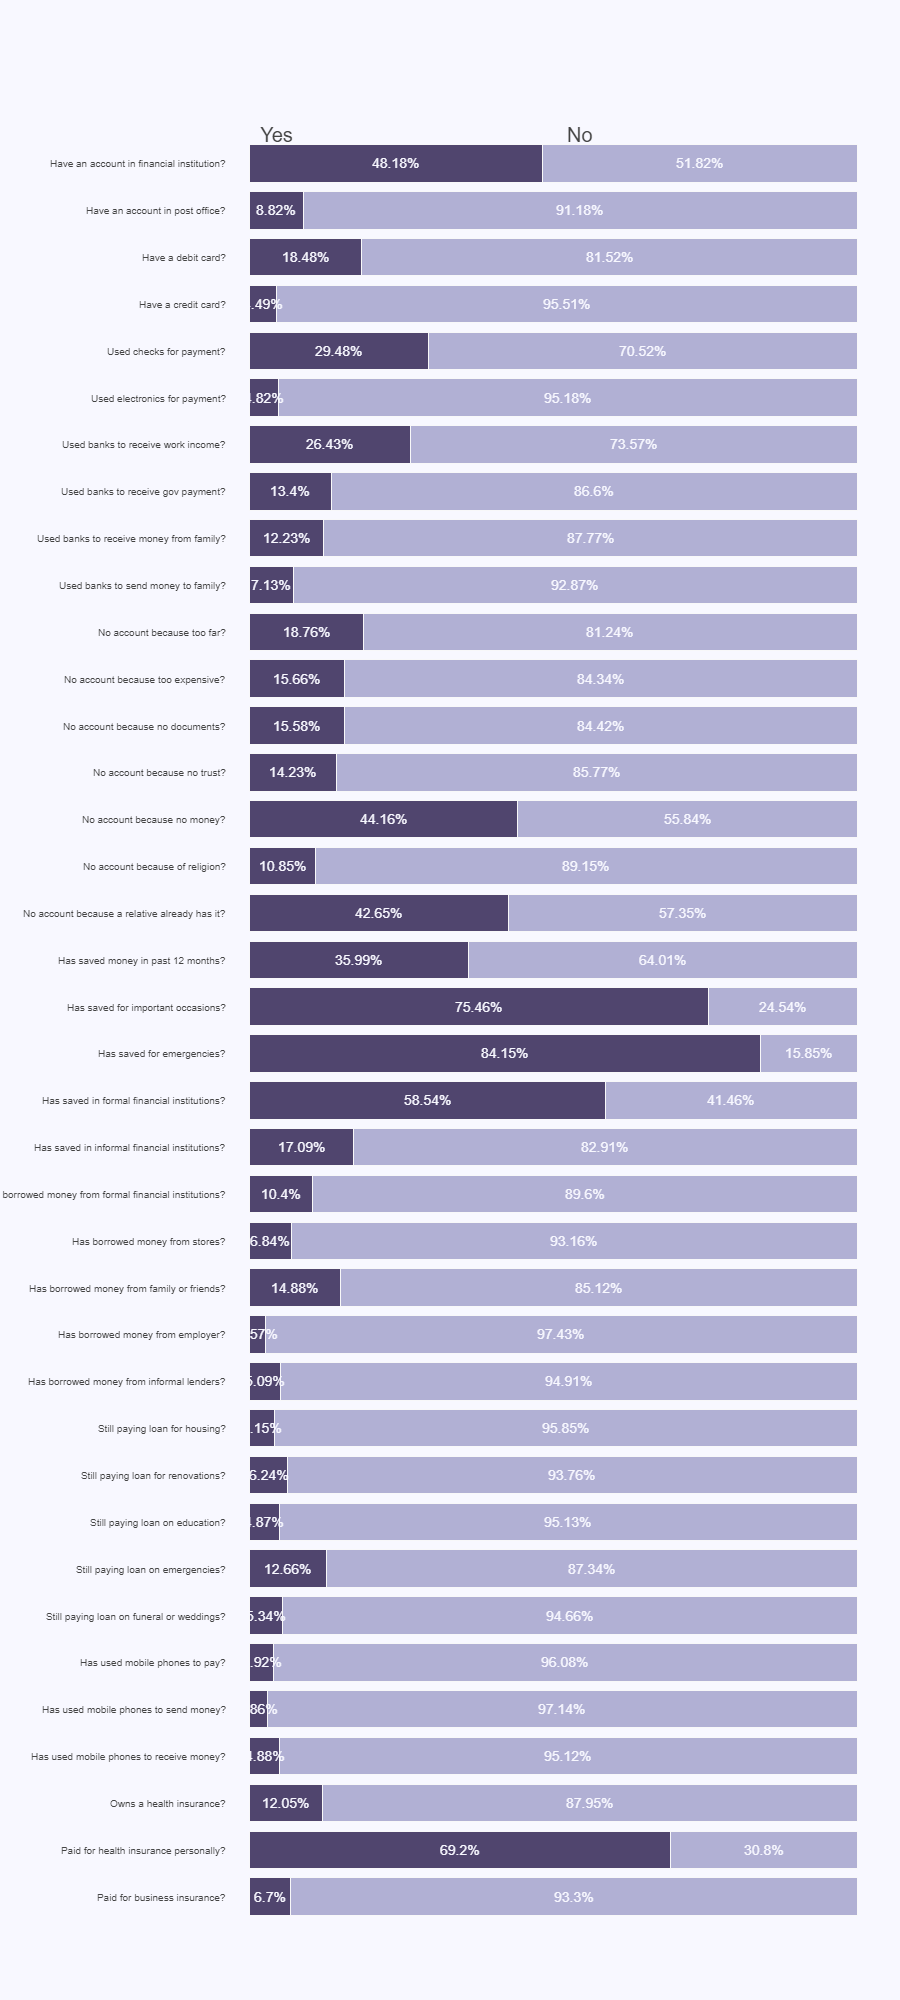 Yes No
Have an account in financial institution? 48.18% 51.82%
Have an account in post office? 8.82% 91.18%
Have a debit card? 18.48% 81.52%
Have a credit card? .49% 95.51%
Used checks for payment? 29.48% 70.52%
Used electronics for payment? .82% 95.18%
Used banks to receive work income? 26.43% 73.57%
Used banks to receive gov payment? 13.4% 86.6%
Used banks to receive money from family? 12.23% 87.77%
Used banks to send money to family? 7.13% 92.87%
No account because too far? 18.76% 81.24%
No account because too expensive? 15.66% 84.34%
No account because no documents? 15.58% 84.42%
No account because no trust? 14.23% 85.77%
No account because no money? 44.16% 55.84%
No account because of religion? 10.85% 89.15%
No account because a relative already has it? 42.65% 57.35%
Has saved money in past 12 months? 35.99% 64.01%
Has saved for important occasions? 75.46% 24.54%
Has saved for emergencies? 84.15% 15.85%
Has saved in formal financial institutions? 58.54% 41.46%
Has saved in informal financial institutions? 17.09% 82.91%
borrowed money from formal financial institutions? 10.4% 89.6%
Has borrowed money from stores? 6.84% 93.16%
Has borrowed money from family or friends? 14.88% 85.12%
Has borrowed money from employer? 57% 97.43%
Has borrowed money from informal lenders? 5.09% 94.91%
Still paying loan for housing? .15% 95.85%
Still paying loan for renovations? 6.24% 93.76%
Still paying loan on education? .87% 95.13%
Still paying loan on emergencies? 12.66% 87.34%
Still paying loan on funeral or weddings? 5.34% 94.66%
Has used mobile phones to pay? .92% 96.08%
Has used mobile phones to send money? 86% 97.14%
Has used mobile phones to receive money? .88% 95.12%
Owns a health insurance? 12.05% 87.95%
Paid for health insurance personally? 69.2% 30.8%
Paid for business insurance? 6.7% 93.3%